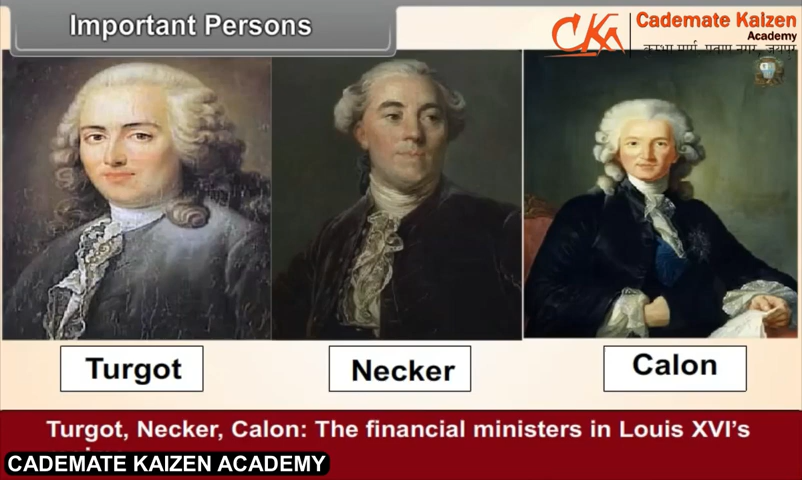 Important Persons
CKA
Cademate Kaizen
Academy
Turgot
Necker
Calon
Turgot, Necker, Calon: The financial ministers in Louis XVI’s
CADEMATE KAIZEN ACADEMY